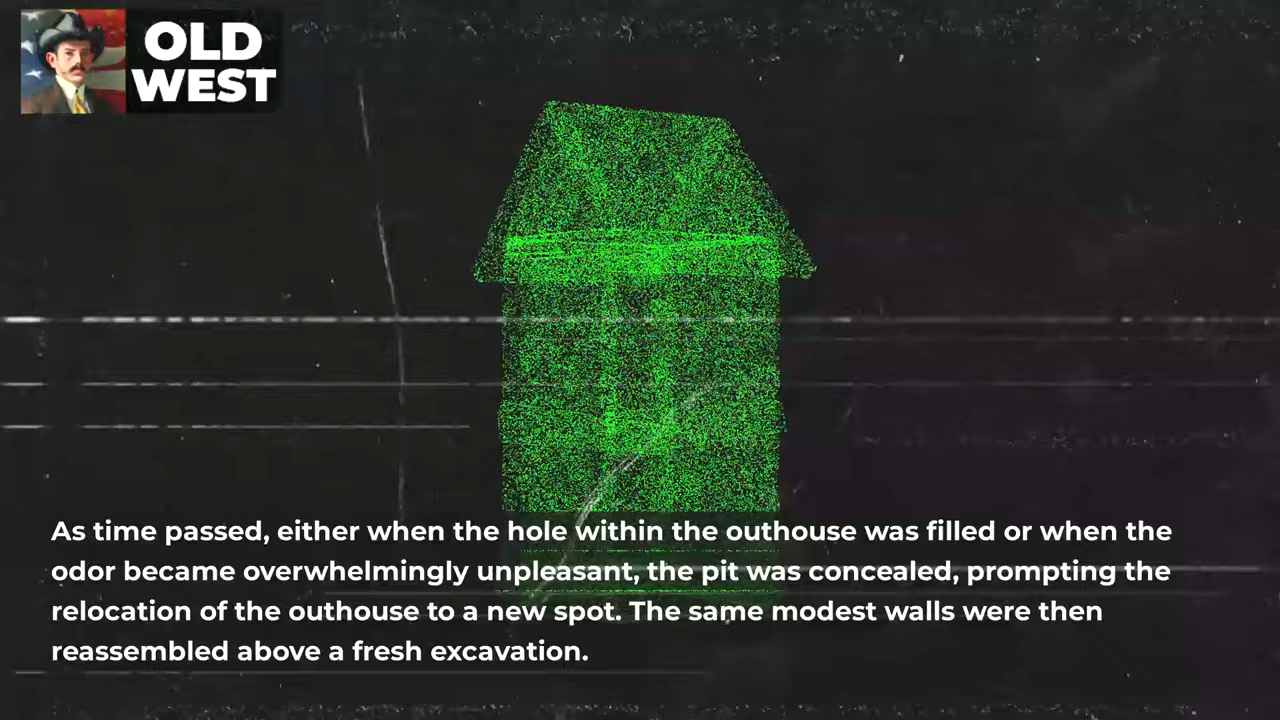 OLD
WEST
As time passed, either when the hole within the outhouse was filled or when the
odor became overwhelmingly unpleasant, the pit was concealed, prompting the
relocation of the outhouse to a new spot. The same modest walls were then
reassembled above a fresh excavation.